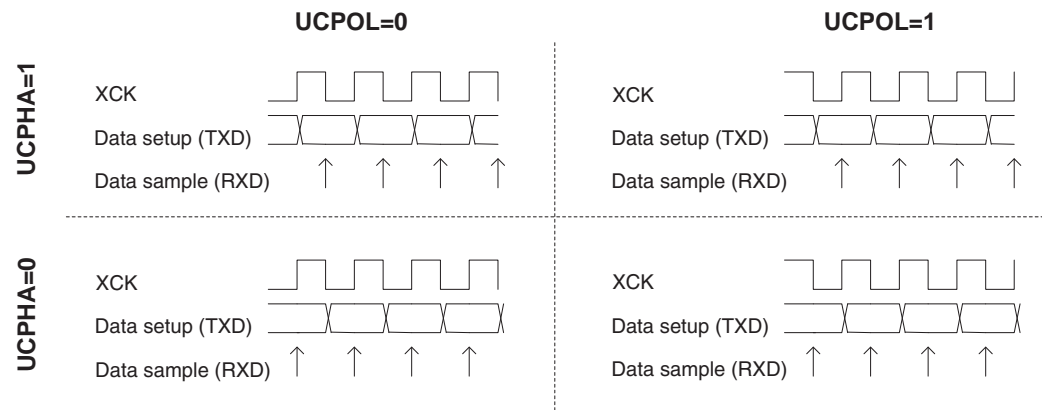 UCPOL=0
UCPOL=1
UCPHA=1
XCK
Data setup (TXD)
Data sample (RXD)
XCK
Data setup (TXD)
Data sample (RXD)
UCPHA=0
XCK
Data setup (TXD)
Data sample (RXD)
XCK
Data setup (TXD)
Data sample (RXD)